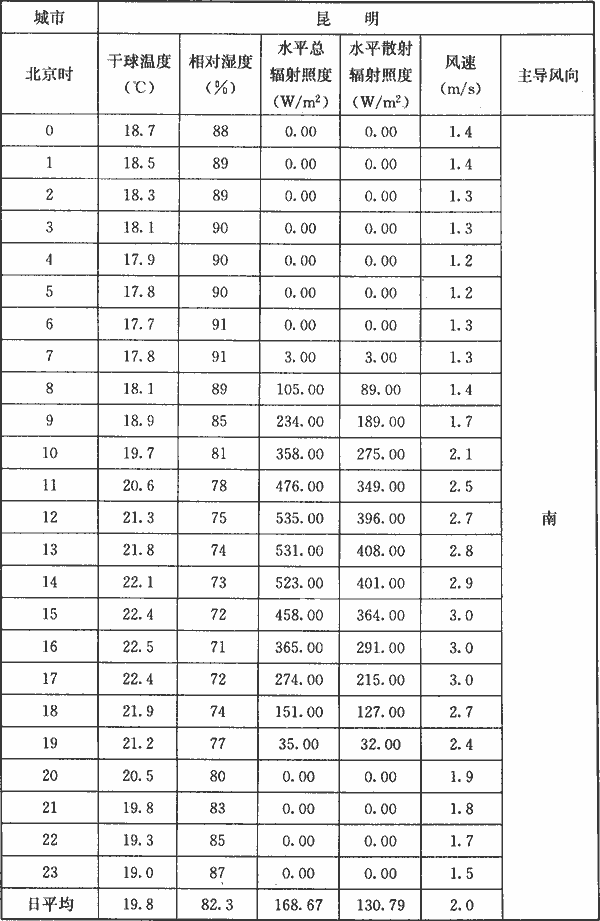 城市 昆 明
北京时 干球温度 (℃) 相对湿度 (%) 水平总 辐射照度 (W/m²) 水平散射 辐射照度 (W/m²) 风速 (m/s) 主导风向
0 18.7 88 0.00 0.00 1.4
1 18.5 89 0.00 0.00 1.4
2 18.3 89 0.00 0.00 1.3
3 18.1 90 0.00 0.00 1.3
4 17.9 90 0.00 0.00 1.2
5 17.8 90 0.00 0.00 1.2
6 17.7 91 0.00 0.00 1.3
7 17.8 91 3.00 3.00 1.3
8 18.1 89 105.00 89.00 1.4
9 18.9 85 234.00 189.00 1.7
10 19.7 81 358.00 275.00 2.1
11 20.6 78 476.00 349.00 2.5
12 21.3 75 535.00 396.00 2.7 南
13 21.8 74 531.00 408.00 2.8
14 22.1 73 523.00 401.00 2.9
15 22.4 72 458.00 364.00 3.0
16 22.5 71 365.00 291.00 3.0
17 22.4 72 274.00 215.00 3.0
18 21.9 74 151.00 127.00 2.7
19 21.2 77 35.00 32.00 2.4
20 20.5 80 0.00 0.00 1.9
21 19.8 83 0.00 0.00 1.8
22 19.3 85 0.00 0.00 1.7
23 19.0 87 0.00 0.00 1.5
日平均 19.8 82.3 168.67 130.79 2.0